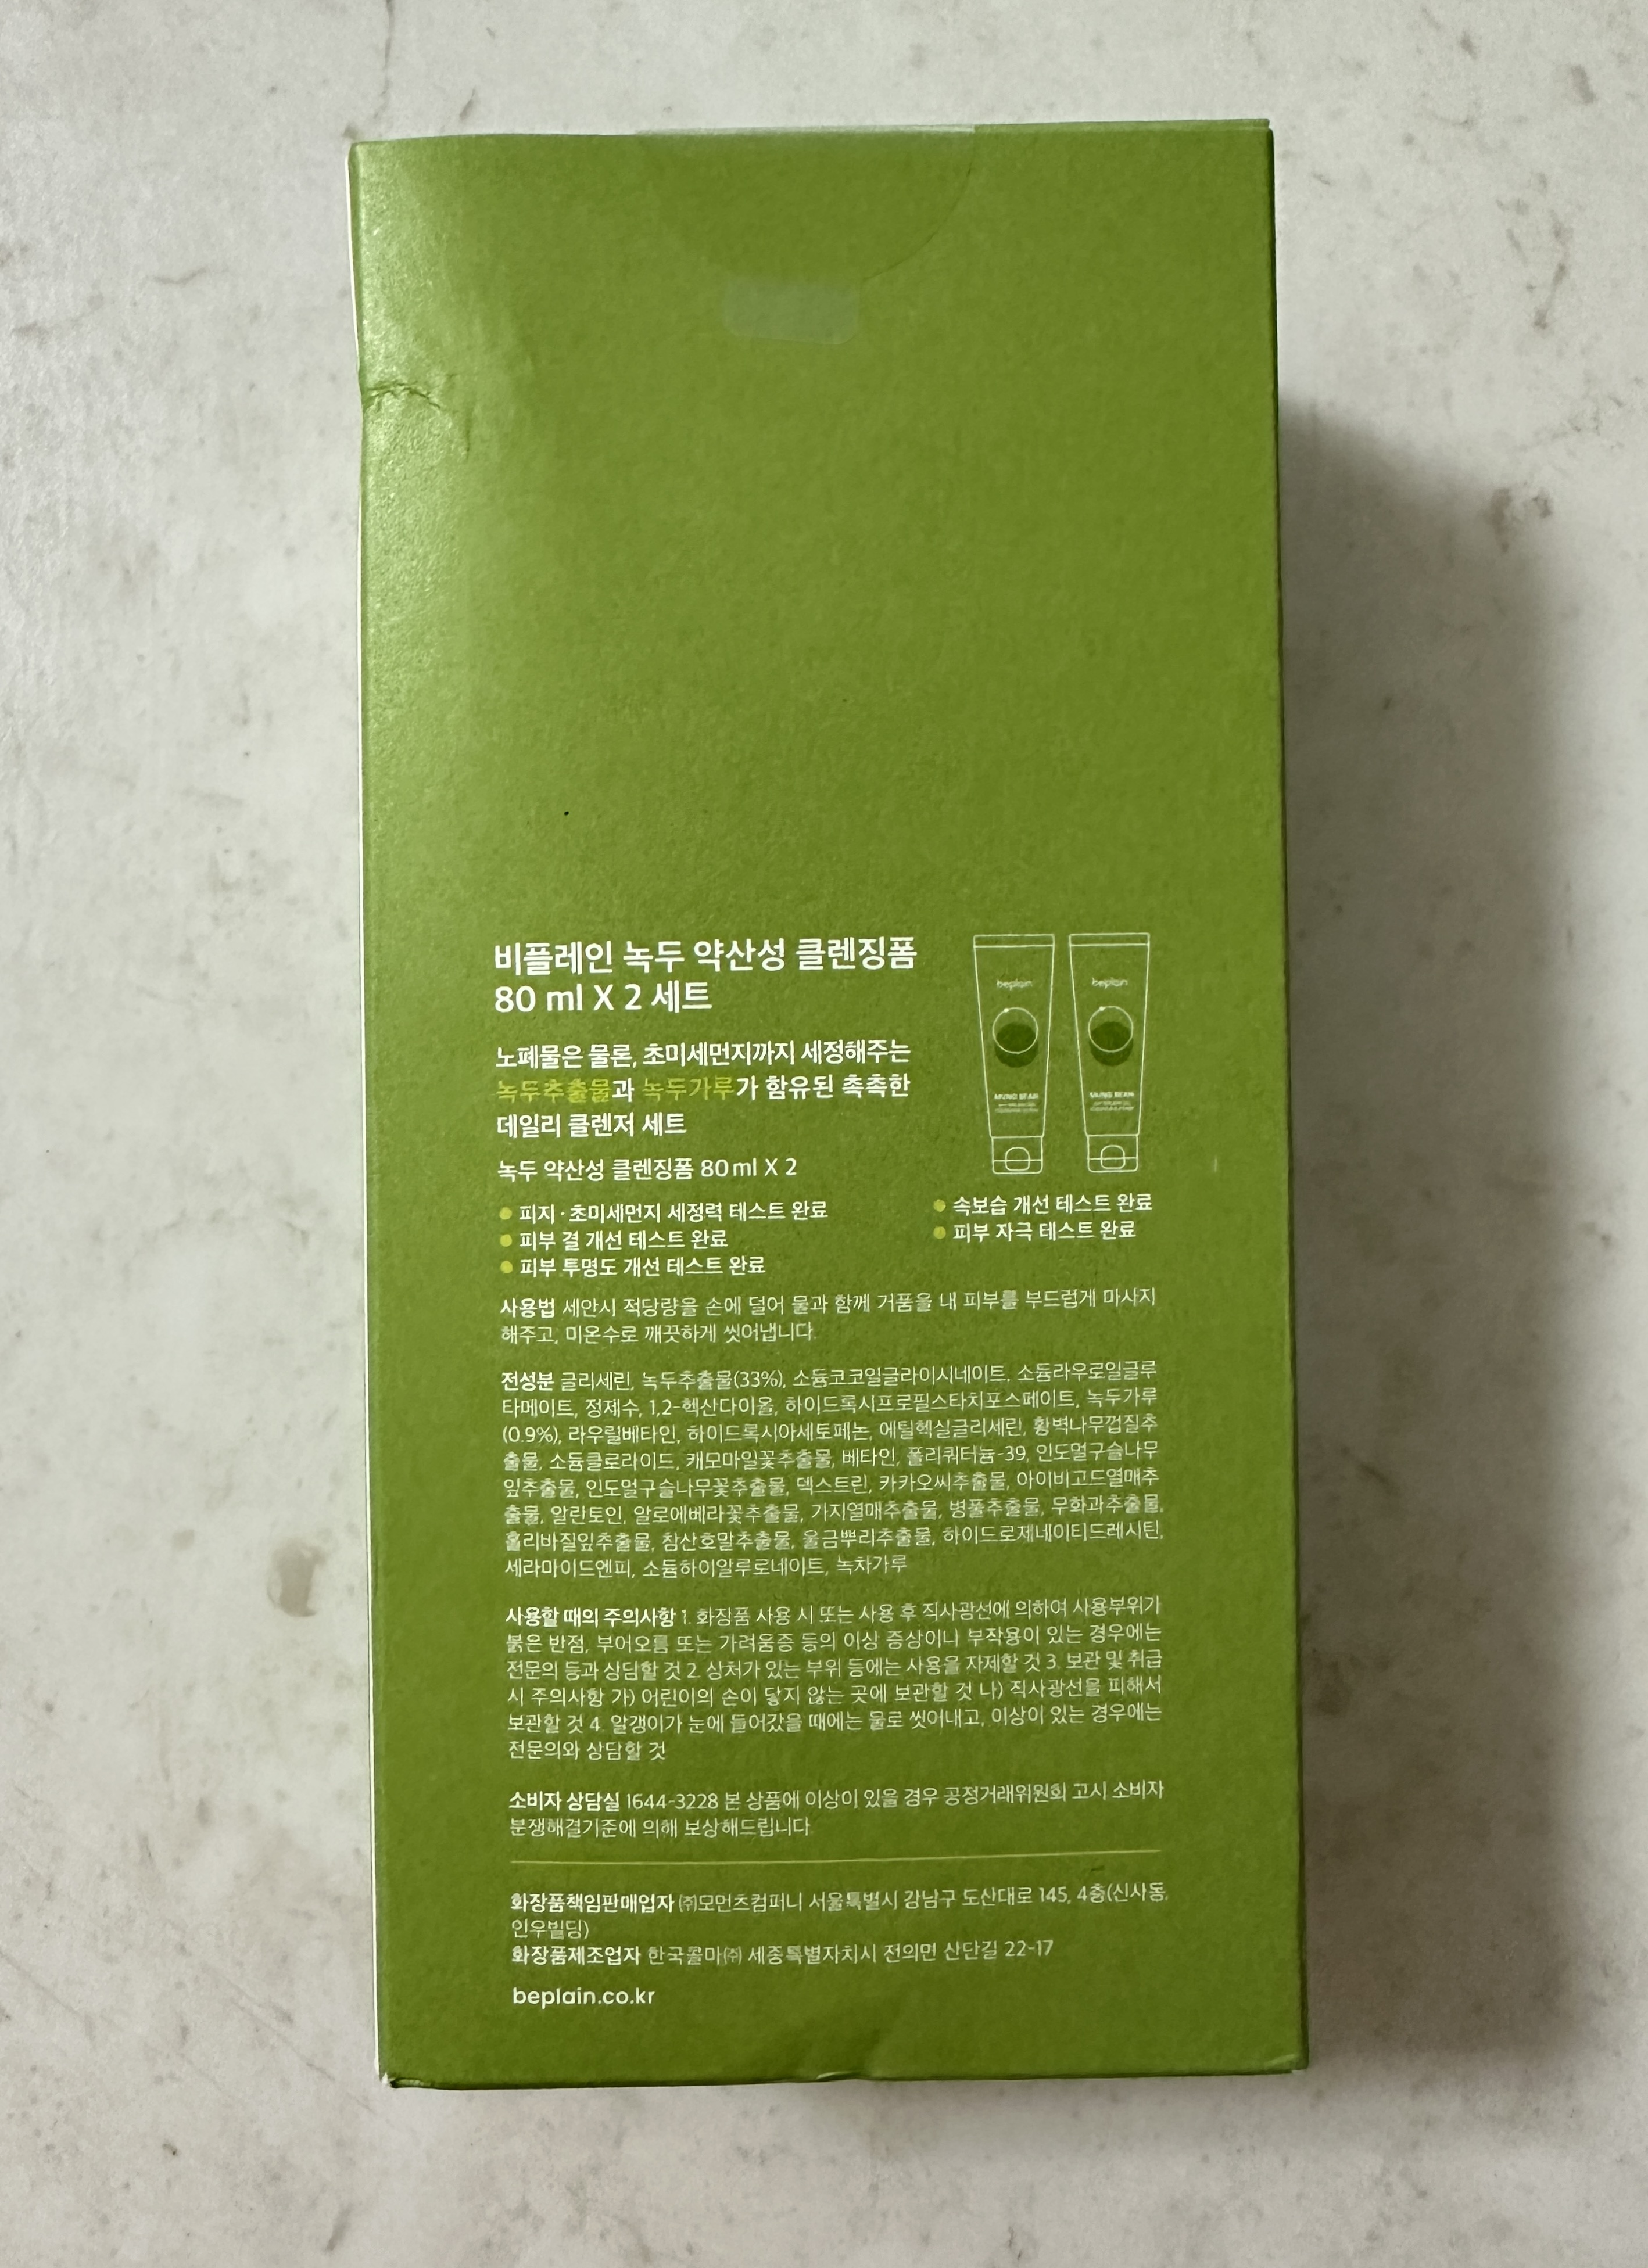 비플레인 녹두 약산성 클렌징폼
80 ml X 2 세트
beplain
beplain
MUNG BEAN
MUNG BEAN
노폐물은 물론, 초미세먼지까지 세정해주는
녹두추출물과 녹두가루가 함유된 촉촉한
데일리 클렌저 세트
녹두 약산성 클렌징폼 80ml X 2
피지·초미세먼지 세정력 테스트 완료
피부 결 개선 테스트 완료
피부 투명도 개선 테스트 완료
속보습 개선 테스트 완료
피부 자극 테스트 완료
사용법 세안시 적당량을 손에 덜어 물과 함께 거품을 내 피부를 부드럽게 마사지
해주고, 미온수로 깨끗하게 씻어냅니다.
전성분 글리세린, 녹두추출물(33%), 소듐코코일글라이시네이트, 소듐라우로일글루
타메이트, 정제수, 1,2-헥산다이올, 하이드록시프로필스타치포스페이트, 녹두가루
(0.9%), 라우릴베타인, 하이드록시아세토페논, 에틸헥실글리세린, 황벽나무껍질추
출물, 소듐클로라이드, 캐모마일꽃추출물, 베타인, 폴리쿼터늄-39, 인도멀구슬나무
잎추출물, 인도멀구슬나무꽃추출물, 덱스트린, 카카오씨추출물, 아이비고드열매추
출물, 알란토인, 알로에베라꽃추출물, 가지열매추출물, 병풀추출물, 무화과추출물,
홀리바질잎추출물, 참산호말추출물, 울금뿌리추출물, 하이드로제네이티드레시틴,
세라마이드엔피, 소듐하이알루로네이트, 녹차가루
사용할 때의 주의사항 1. 화장품 사용 시 또는 사용 후 직사광선에 의하여 사용부위가
붉은 반점, 부어오름 또는 가려움증 등의 이상 증상이나 부작용이 있는 경우에는
전문의 등과 상담할 것 2. 상처가 있는 부위 등에는 사용을 자제할 것 3. 보관 및 취급
시 주의사항 가) 어린이의 손이 닿지 않는 곳에 보관할 것 나) 직사광선을 피해서
보관할 것 4. 알갱이가 눈에 들어갔을 때에는 물로 씻어내고, 이상이 있는 경우에는
전문의와 상담할 것
소비자 상담실 1644-3228 본 상품에 이상이 있을 경우 공정거래위원회 고시 소비자
분쟁해결기준에 의해 보상해드립니다.
화장품책임판매업자 ㈜모먼츠컴퍼니 서울특별시 강남구 도산대로 145, 4층(신사동,
인우빌딩)
화장품제조업자 한국콜마㈜ 세종특별자치시 전의면 산단길 22-17
beplain.co.kr